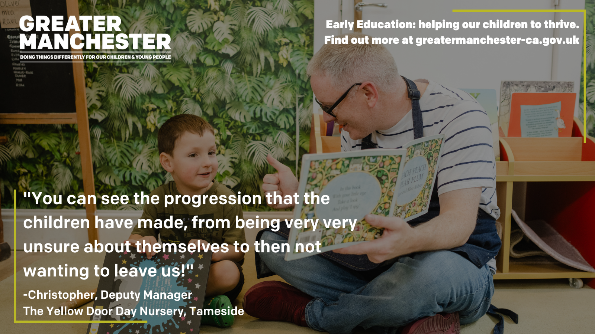 GREATER
MANCHESTER
DOING THINGS DIFFERENTLY FOR OUR CHILDREN & YOUNG PEOPLE
Early Education: helping our children to thrive.
Find out more at greatermanchester-ca.gov.uk
"You can see the progression that the
children have made, from being very very
unsure about themselves to then not
wanting to leave us!"
-Christopher, Deputy Manager
The Yellow Door Day Nursery, Tameside